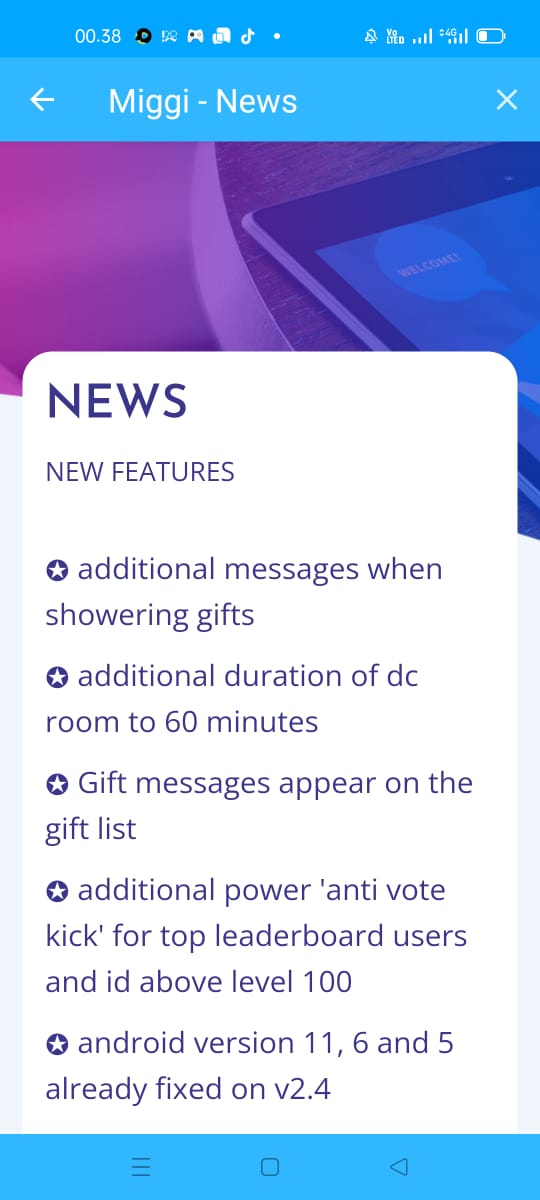 00.38
VO LTED 4G
Miggi - News
WELCOME!
NEWS
NEW FEATURES
✪ additional messages when
showering gifts
✪ additional duration of dc
room to 60 minutes
✪ Gift messages appear on the
gift list
✪ additional power 'anti vote
kick' for top leaderboard users
and id above level 100
✪ android version 11, 6 and 5
already fixed on v2.4